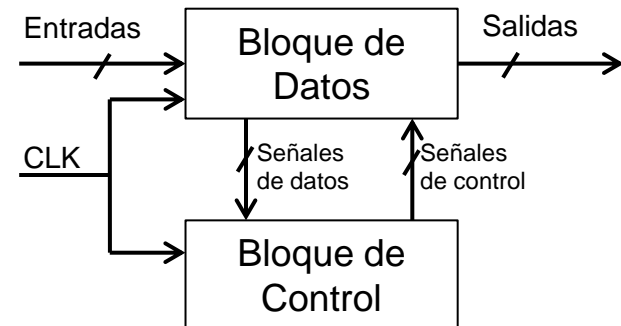 Entradas
Bloque de
Datos
Salidas
CLK
Señales
de datos
Señales
de control
Bloque de
Control